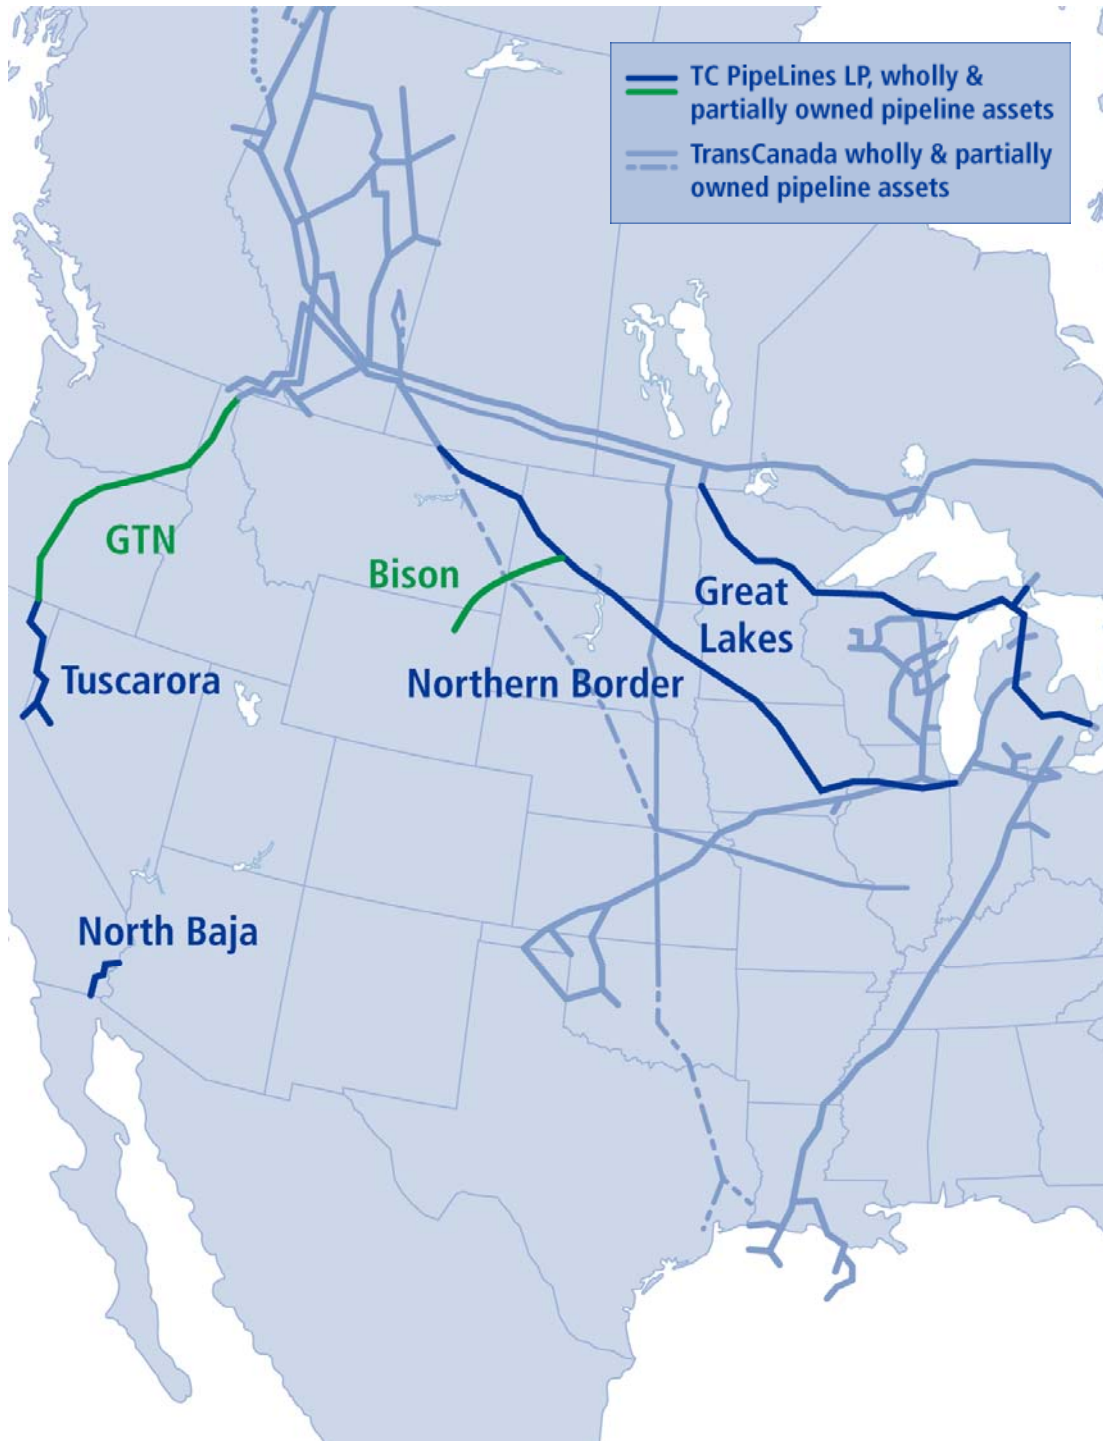 TC PipeLines LP, wholly &
partially owned pipeline assets
TransCanada wholly & partially
owned pipeline assets
GTN
Bison
Great
Lakes
Tuscarora
Northern Border
North Baja